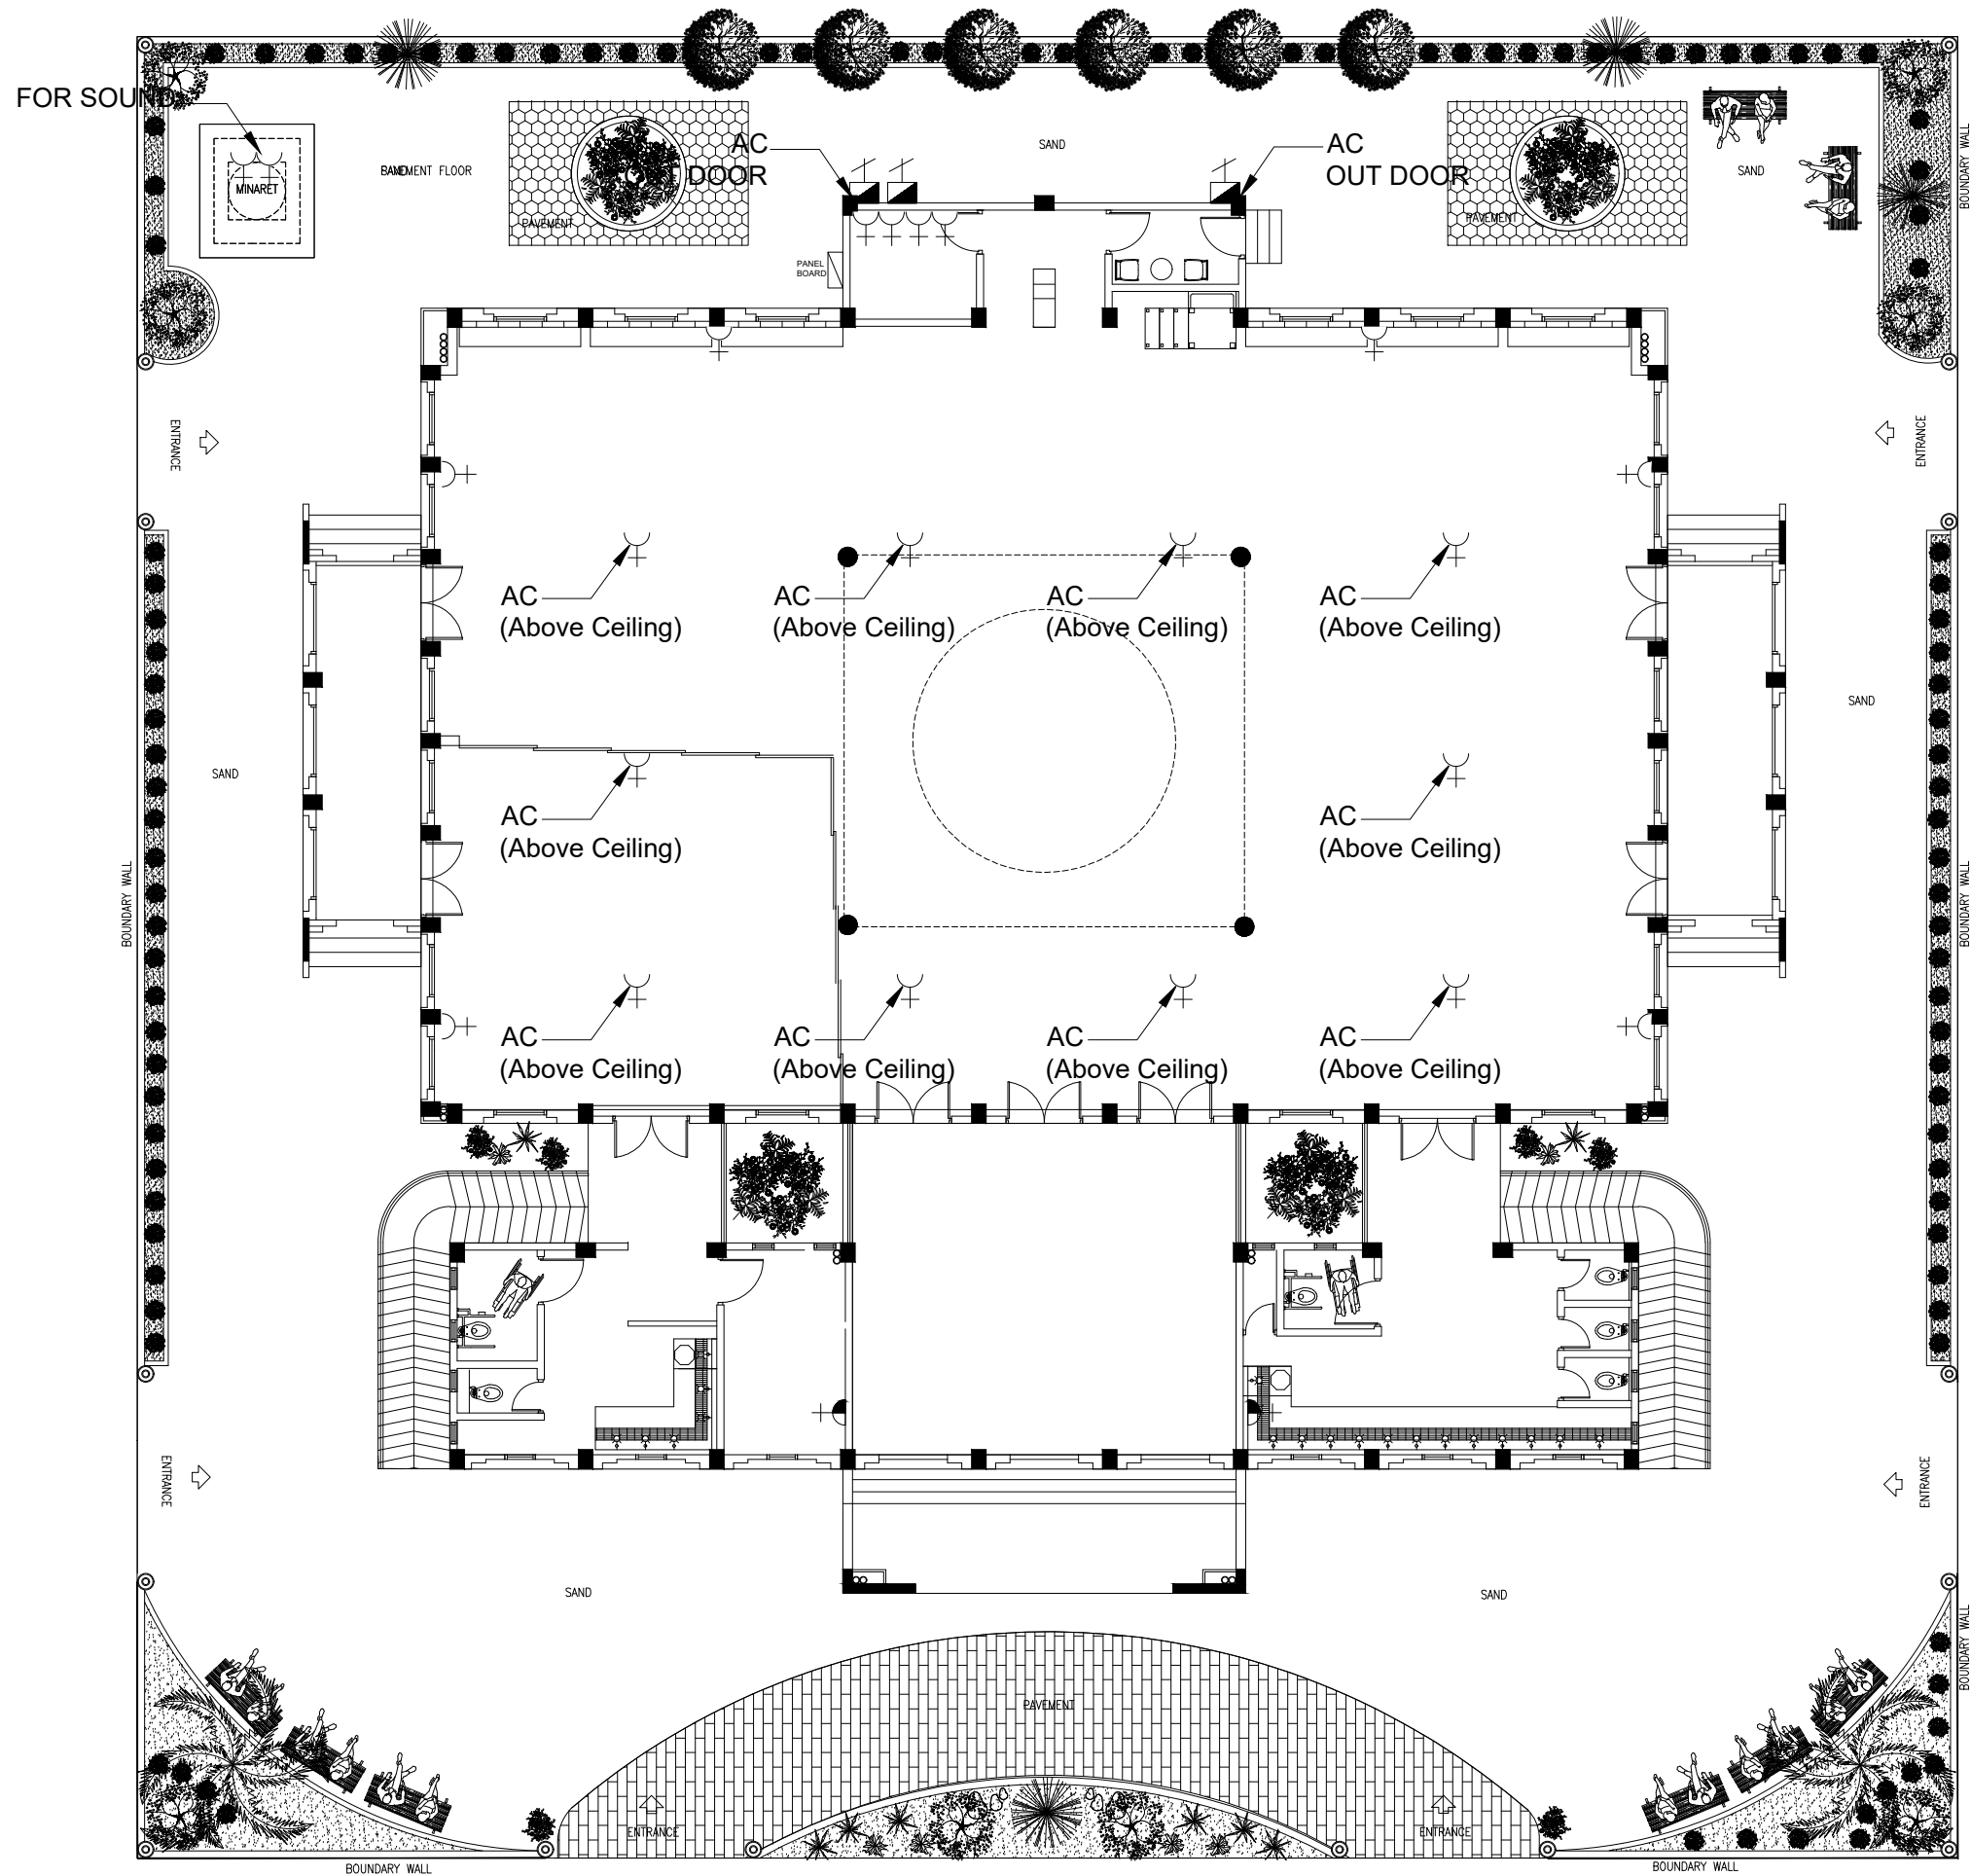 FOR SOUND
MINARET
PAVEMENT FLOOR
PAVEMENT
AC
DOOR
SAND
AC
OUT DOOR
PAVEMENT
SAND
BOUNDARY WALL
PANEL
BOARD
ENTRANCE
ENTRANCE
AC
(Above Ceiling)
AC
(Above Ceiling)
AC
(Above Ceiling)
AC
(Above Ceiling)
SAND
SAND
AC
(Above Ceiling)
AC
(Above Ceiling)
BOUNDARY WALL
BOUNDARY WALL
AC
(Above Ceiling)
AC
(Above Ceiling)
AC
(Above Ceiling)
AC
(Above Ceiling)
ENTRANCE
ENTRANCE
SAND
SAND
BOUNDARY WALL
PAVEMENT
ENTRANCE
ENTRANCE
BOUNDARY WALL
BOUNDARY WALL